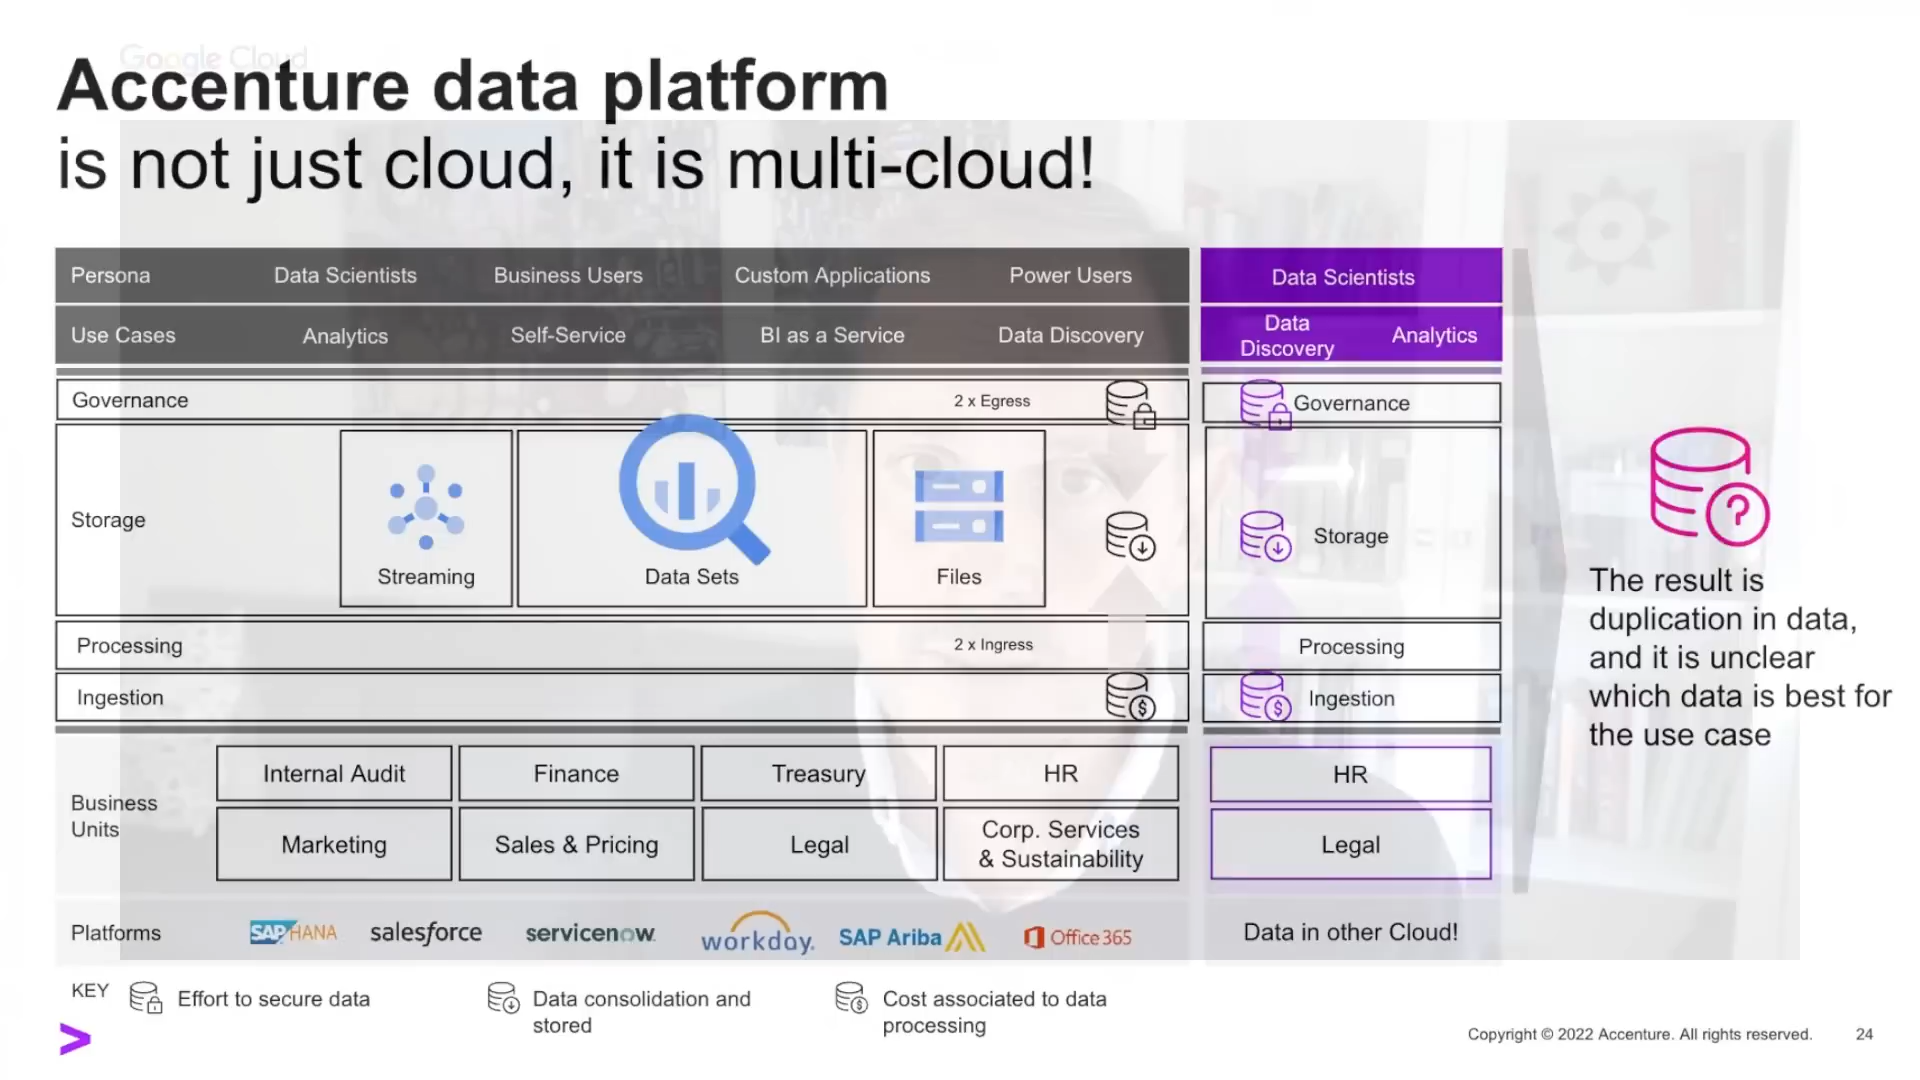 Google Cloud
Accenture data platform
is not just cloud, it is multi-cloud!
Persona Data Scientists Business Users Custom Applications Power Users
Data Scientists
Use Cases Analytics Self-Service BI as a Service Data Discovery
Data
Discovery
Analytics
Governance 2 x Egress
Governance
Storage
Streaming
Data Sets
Files
Storage
Processing 2 x Ingress
Processing
Ingestion
Ingestion
Business
Units
Internal Audit
Finance
Treasury
HR
HR
Marketing
Sales & Pricing
Legal
Corp. Services
& Sustainability
Legal
Platforms SAP HANA salesforce servicenow. workday. SAP Ariba Office 365
Data in other Cloud!
The result is
duplication in data,
and it is unclear
which data is best for
the use case
KEY
Effort to secure data
Data consolidation and
stored
Cost associated to data
processing
Copyright © 2022 Accenture. All rights reserved. 24